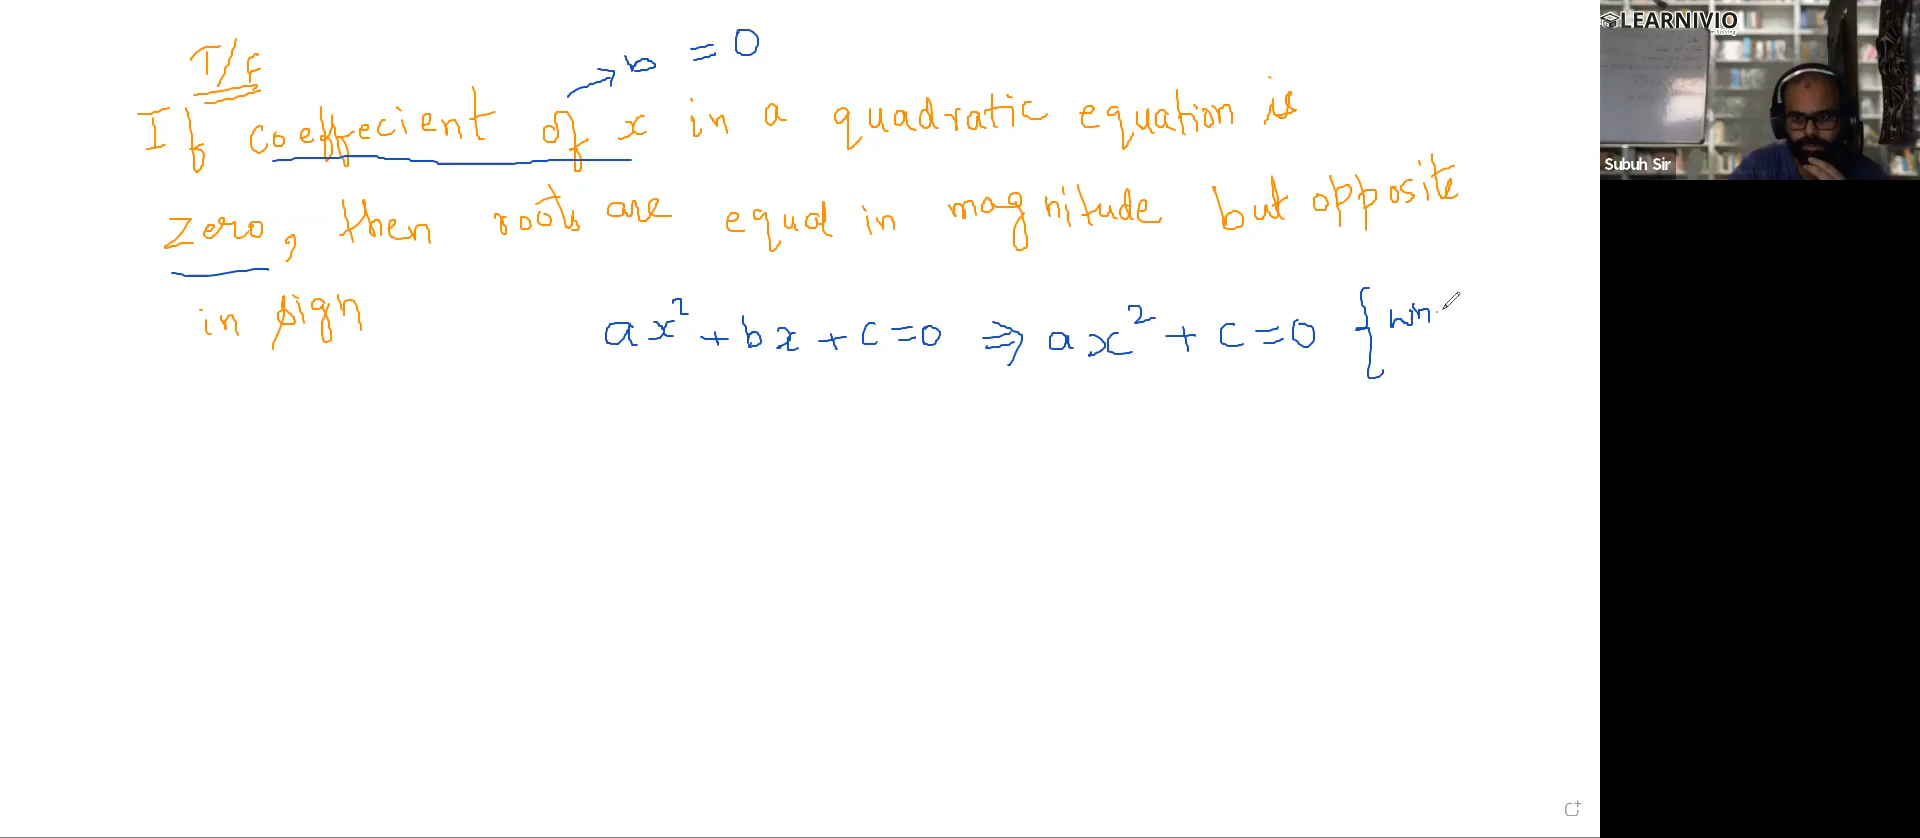 T/F
b = 0
If coeffecient of x in a quadratic equation is
zero, then roots are equal in magnitude but opposite
in sign
ax² + bx + c = 0 ⇒ ax² + c = 0 {
LEARNIVIO
Subuh Sir